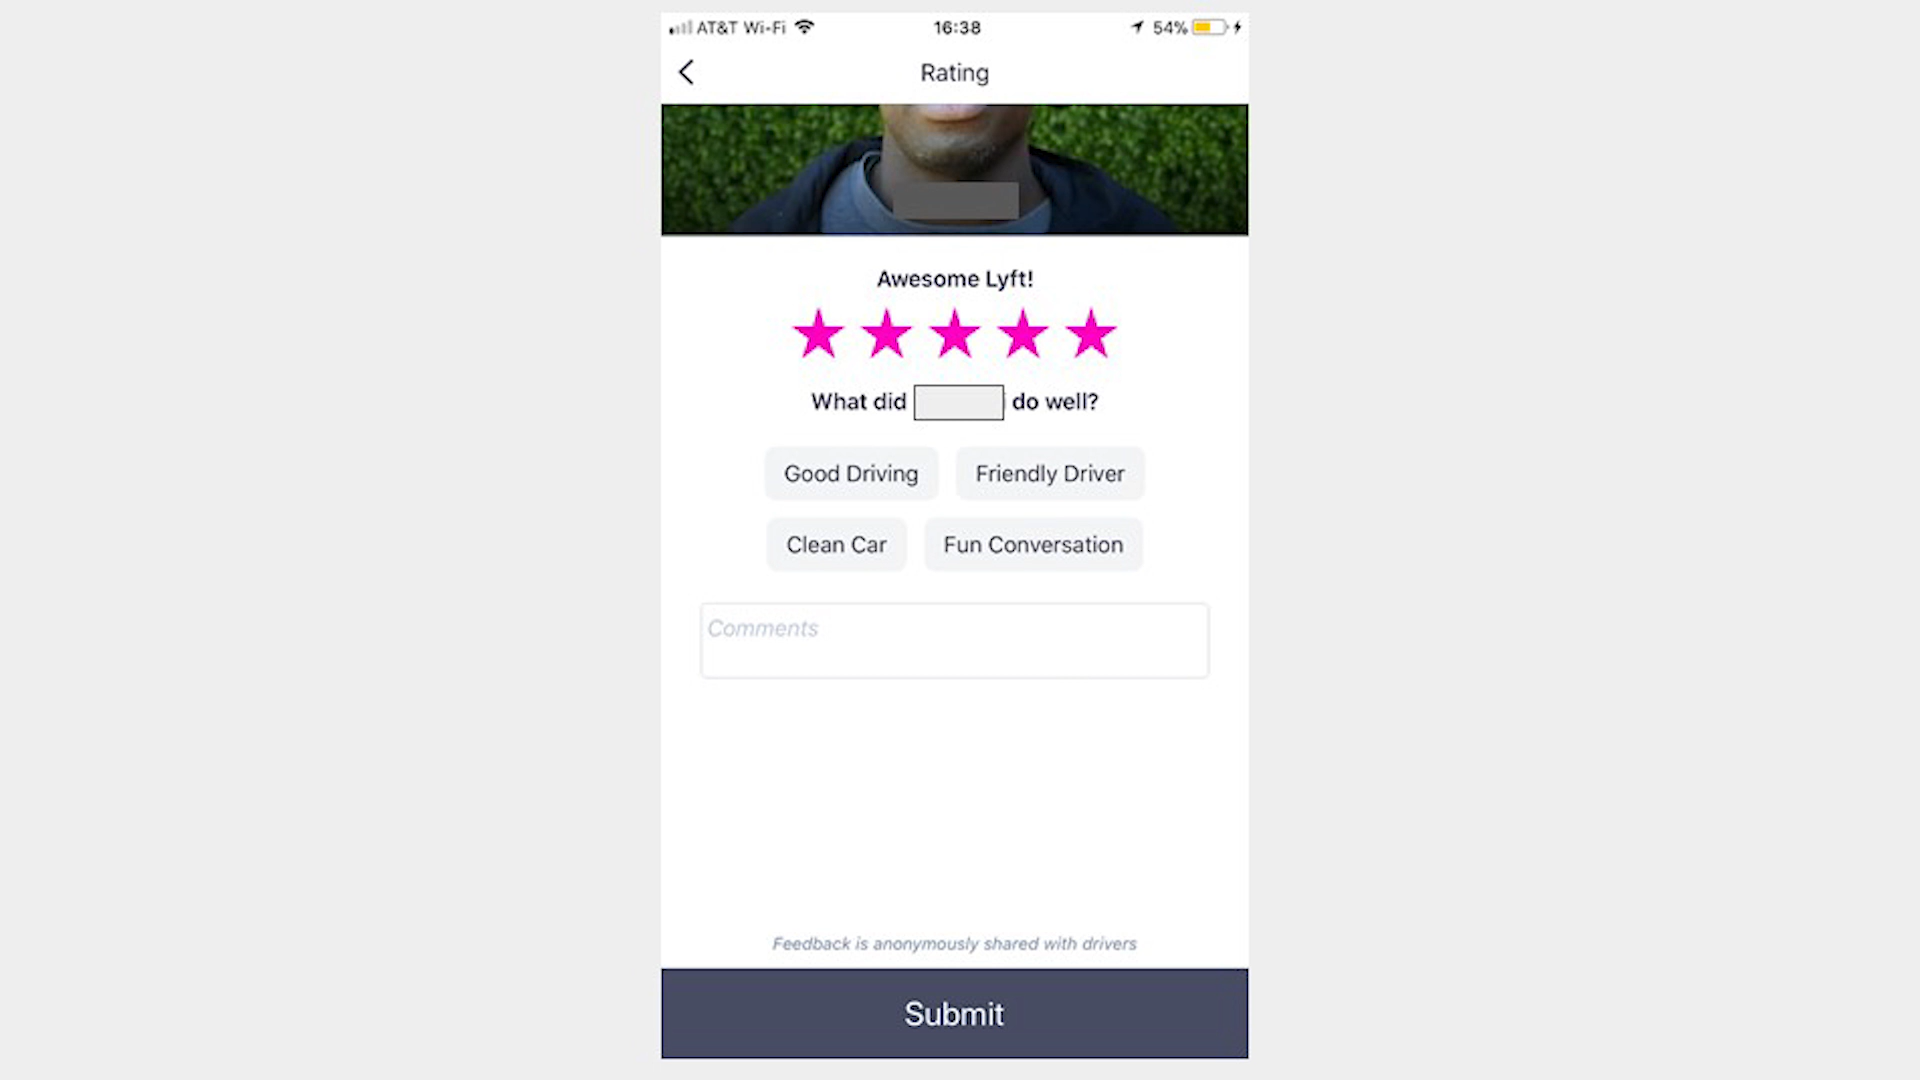 AT&T Wi-Fi 16:38 54%
Rating
Awesome Lyft!
What did do well?
Good Driving Friendly Driver
Clean Car Fun Conversation
Comments
Feedback is anonymously shared with drivers
Submit